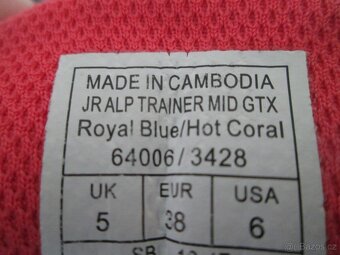 MADE IN CAMBODIA
JR ALP TRAINER MID GTX
Royal Blue/Hot Coral
64006/3428
UK EUR USA
5 38 6